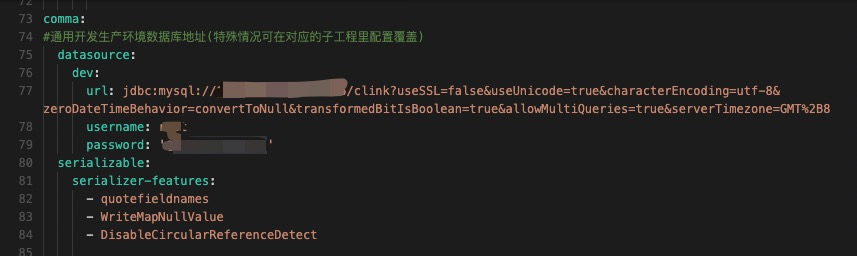 72
73 comma:
74 #通用开发生产环境数据库地址(特殊情况可在对应的子工程里配置覆盖)
75 datasource:
76 dev:
77 url: jdbc:mysql:// /clink?useSSL=false&useUnicode=true&characterEncoding=utf-8&
zeroDateTimeBehavior=convertToNull&transformedBitIsBoolean=true&allowMultiQueries=true&serverTimezone=GMT%2B8
78 username:
79 password: ' '
80 serializable:
81 serializer-features:
82 - quotefieldnames
83 - WriteMapNullValue
84 - DisableCircularReferenceDetect
85